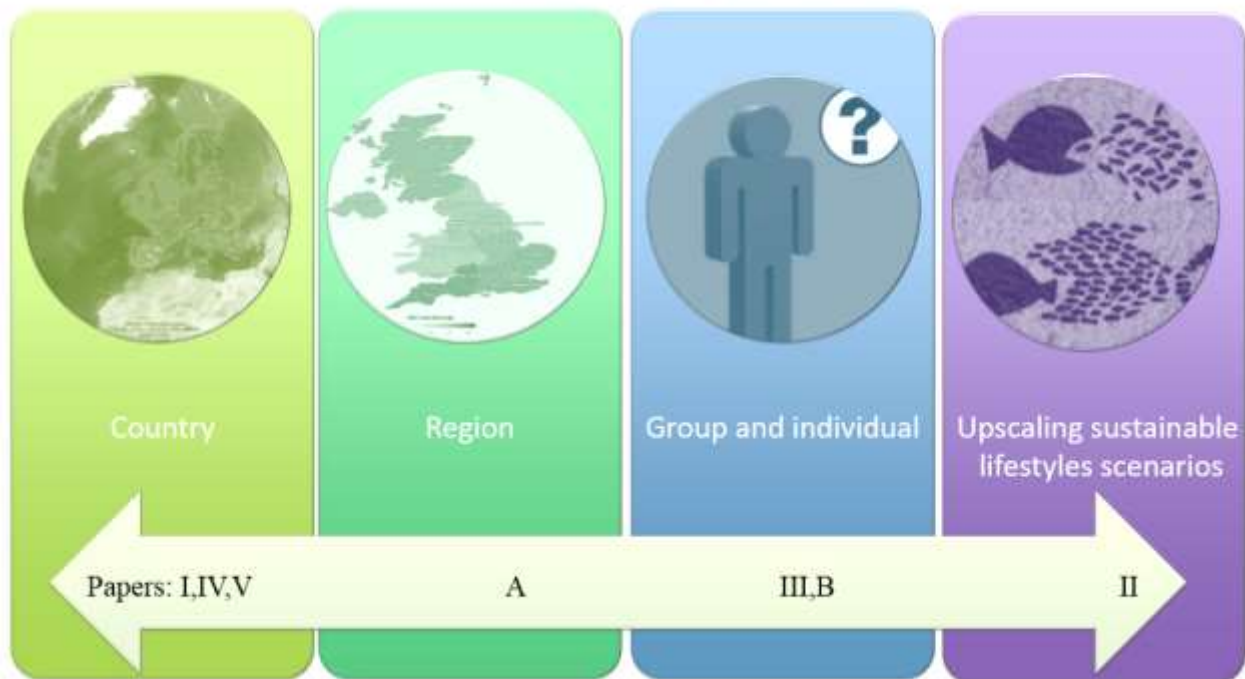 ?
Country
Region
Group and individual
Upscaling sustainable
lifestyles scenarios
Papers: I,IV,V
A
III,B
II